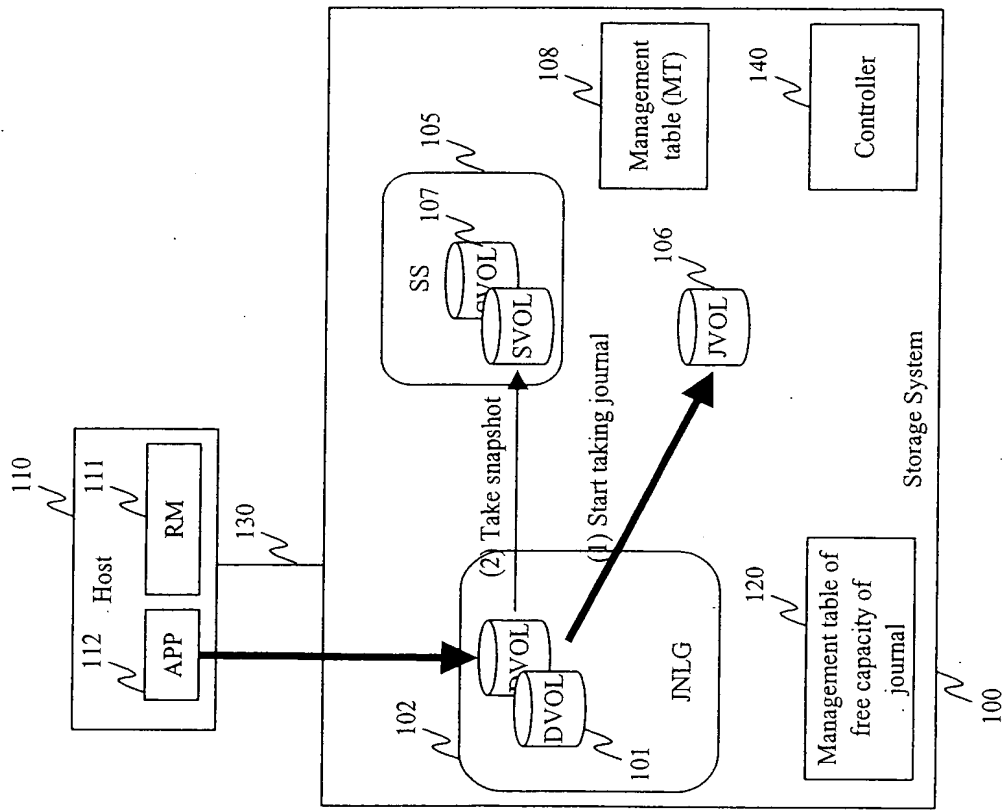 110
Host
112
APP
111
RM
130
102
DVOL
DVOL
101
JNLG
(2) Take snapshot
(1) Start taking journal
105
SS
107
SVOL
SVOL
106
JVOL
108
Management
table (MT)
120
Management table of
free capacity of
journal
140
Controller
Storage System
100